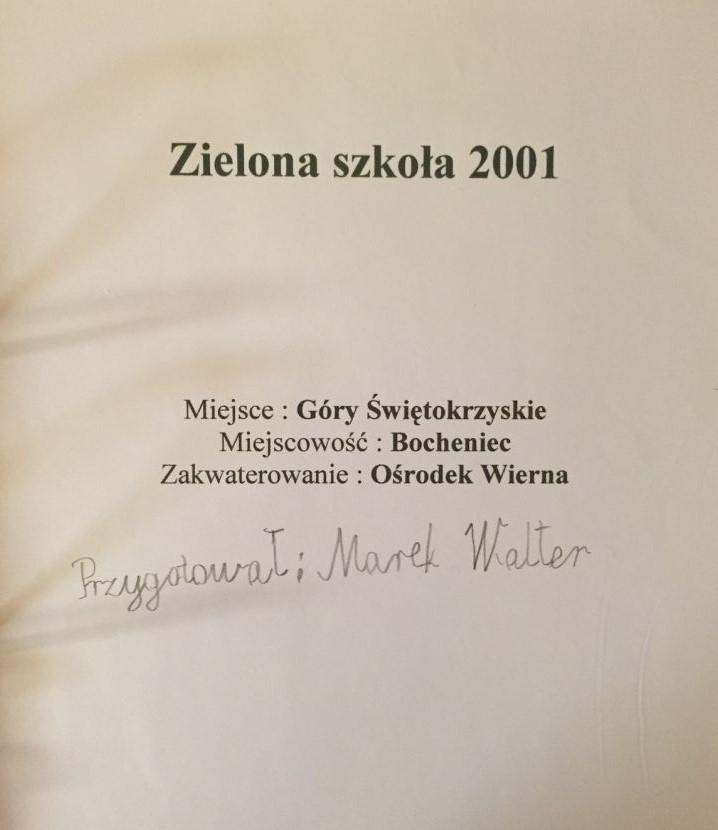 Zielona szkoła 2001
Miejsce : Góry Świętokrzyskie
Miejscowość : Bocheniec
Zakwaterowanie : Ośrodek Wierna
Przygotował: Marek Walter